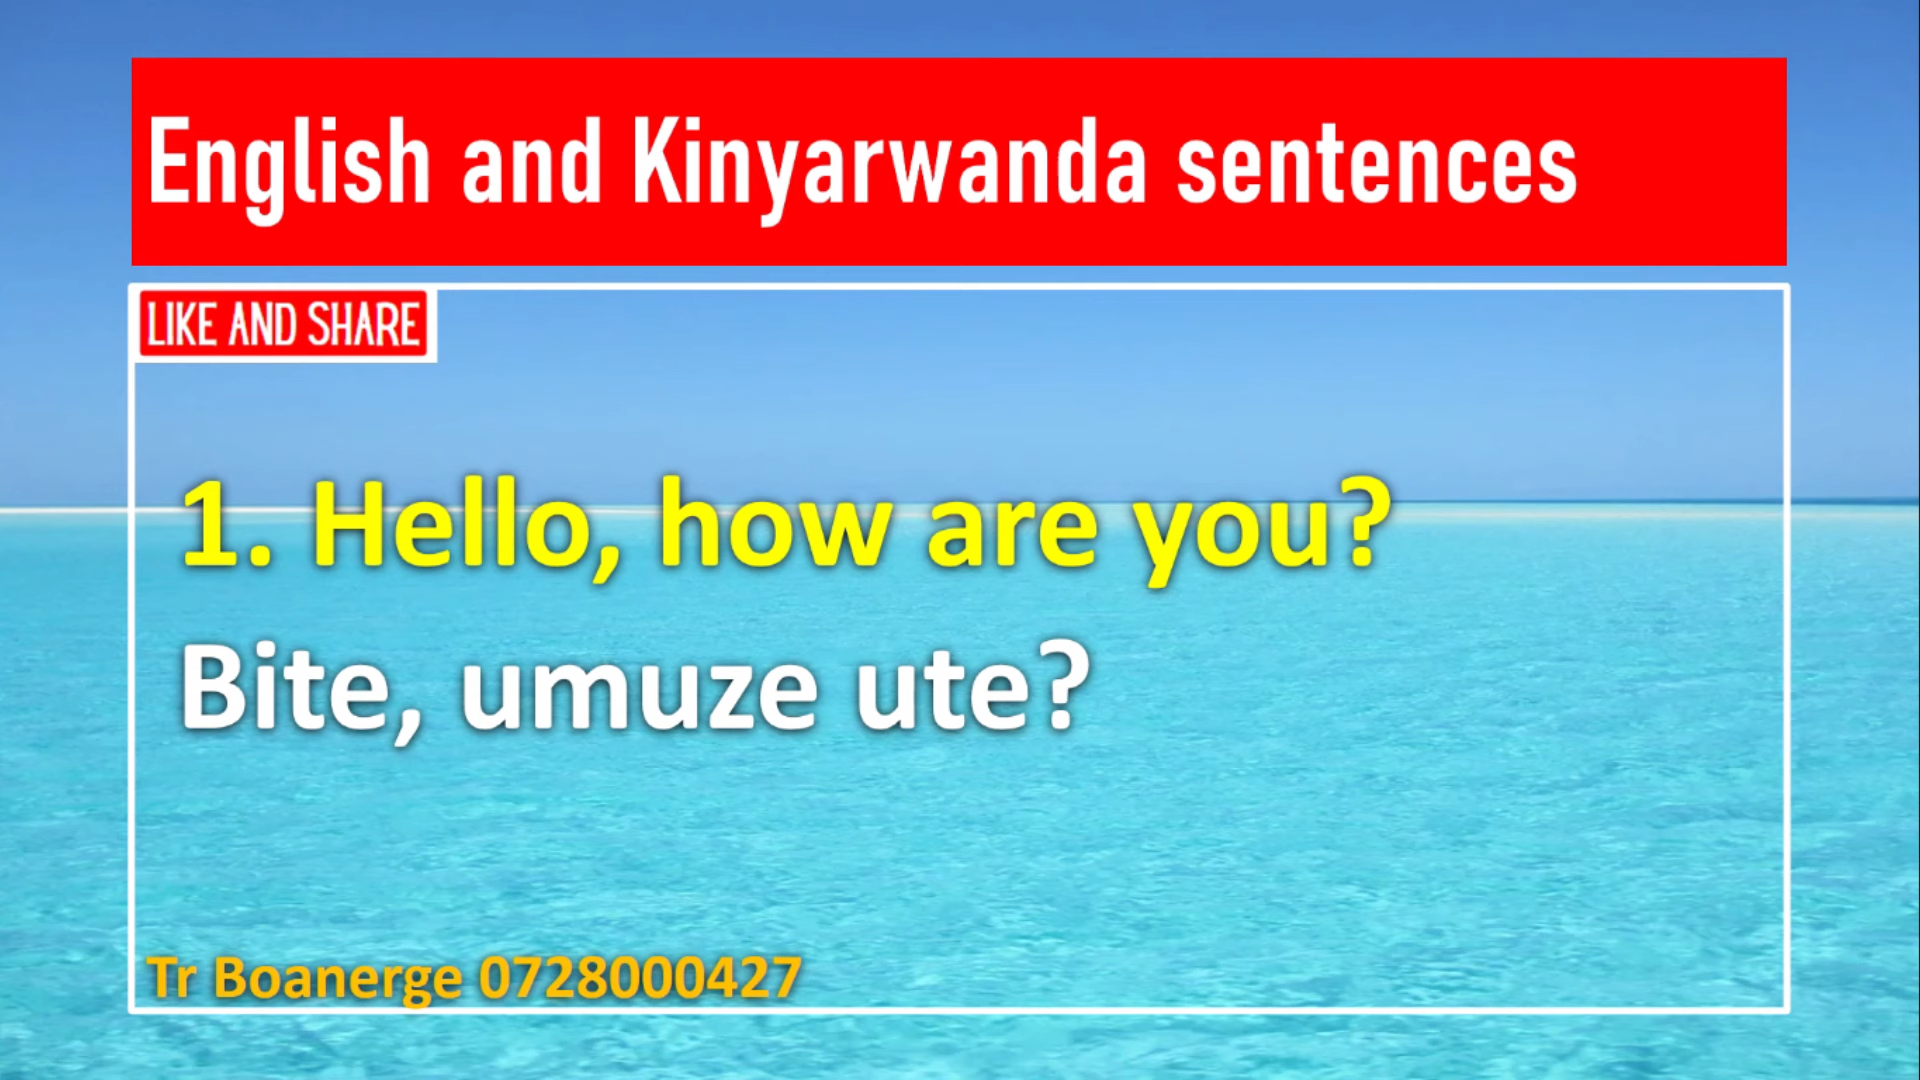 English and Kinyarwanda sentences
LIKE AND SHARE
1. Hello, how are you?
Bite, umuze ute?
Tr Boanerge 0728000427